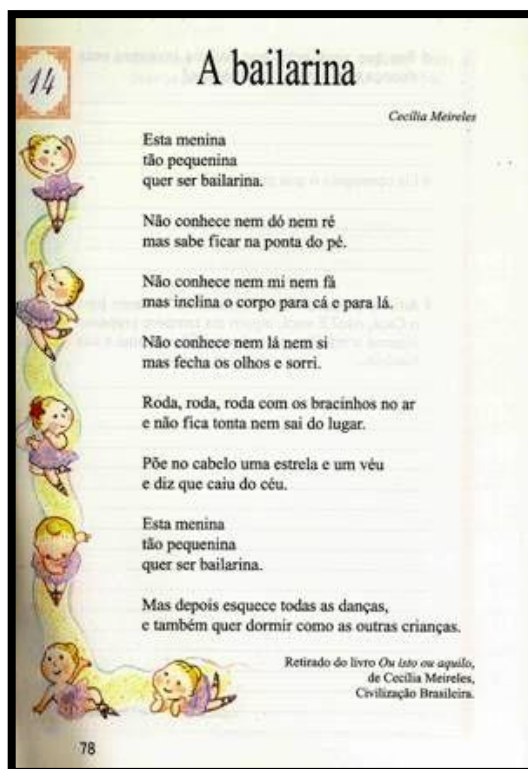 14
A bailarina
Cecília Meireles
Esta menina
tão pequenina
quer ser bailarina.
Não conhece nem dó nem ré
mas sabe ficar na ponta do pé.
Não conhece nem mi nem fá
mas inclina o corpo para cá e para lá.
Não conhece nem lá nem si
mas fecha os olhos e sorri.
Roda, roda, roda com os bracinhos no ar
e não fica tonta nem sai do lugar.
Põe no cabelo uma estrela e um véu
e diz que caiu do céu.
Esta menina
tão pequenina
quer ser bailarina.
Mas depois esquece todas as danças,
e também quer dormir como as outras crianças.
Retirado do livro Ou isto ou aquilo,
de Cecília Meireles,
Civilização Brasileira.
78